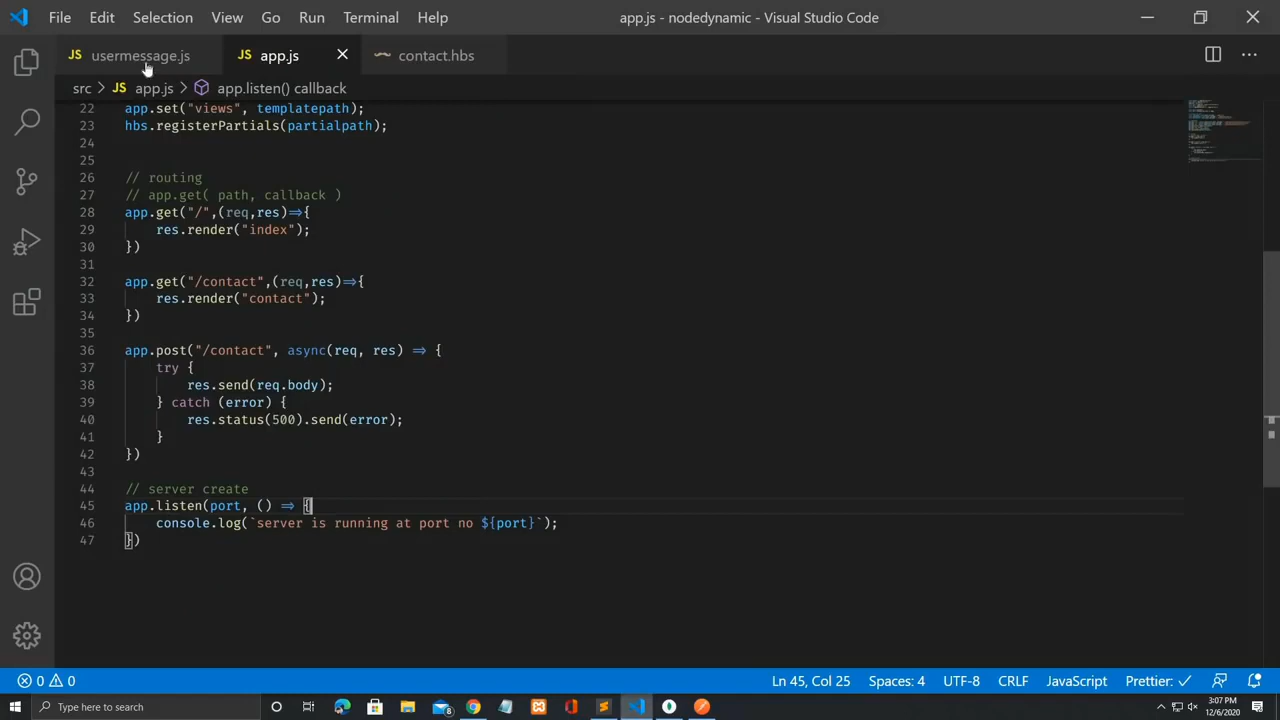 File Edit Selection View Go Run Terminal Help app.js - nodedynamic - Visual Studio Code
JS usermessage.js JS app.js contact.hbs
src > JS app.js > app.listen() callback
22 app.set("views", templatepath);
23 hbs.registerPartials(partialpath);
24
25
26 // routing
27 // app.get( path, callback )
28 app.get("/",(req,res)=>{
29 res.render("index");
30 })
31
32 app.get("/contact",(req,res)=>{
33 res.render("contact");
34 })
35
36 app.post("/contact", async(req, res) => {
37 try {
38 res.send(req.body);
39 } catch (error) {
40 res.status(500).send(error);
41 }
42 })
43
44 // server create
45 app.listen(port, () => {
46 console.log(`server is running at port no ${port}`);
47 })
0 0 Ln 45, Col 25 Spaces: 4 UTF-8 CRLF JavaScript Prettier: ✓
Type here to search
3:07 PM
12/6/2020